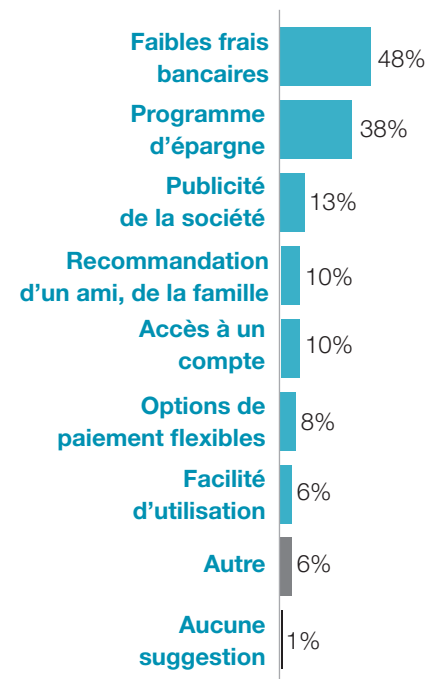 Faibles frais
bancaires
48%
Programme
d’épargne
38%
Publicité
de la société
13%
Recommandation
d’un ami, de la famille
10%
Accès à un
compte
10%
Options de
paiement flexibles
8%
Facilité
d’utilisation
6%
Autre
6%
Aucune
suggestion
1%